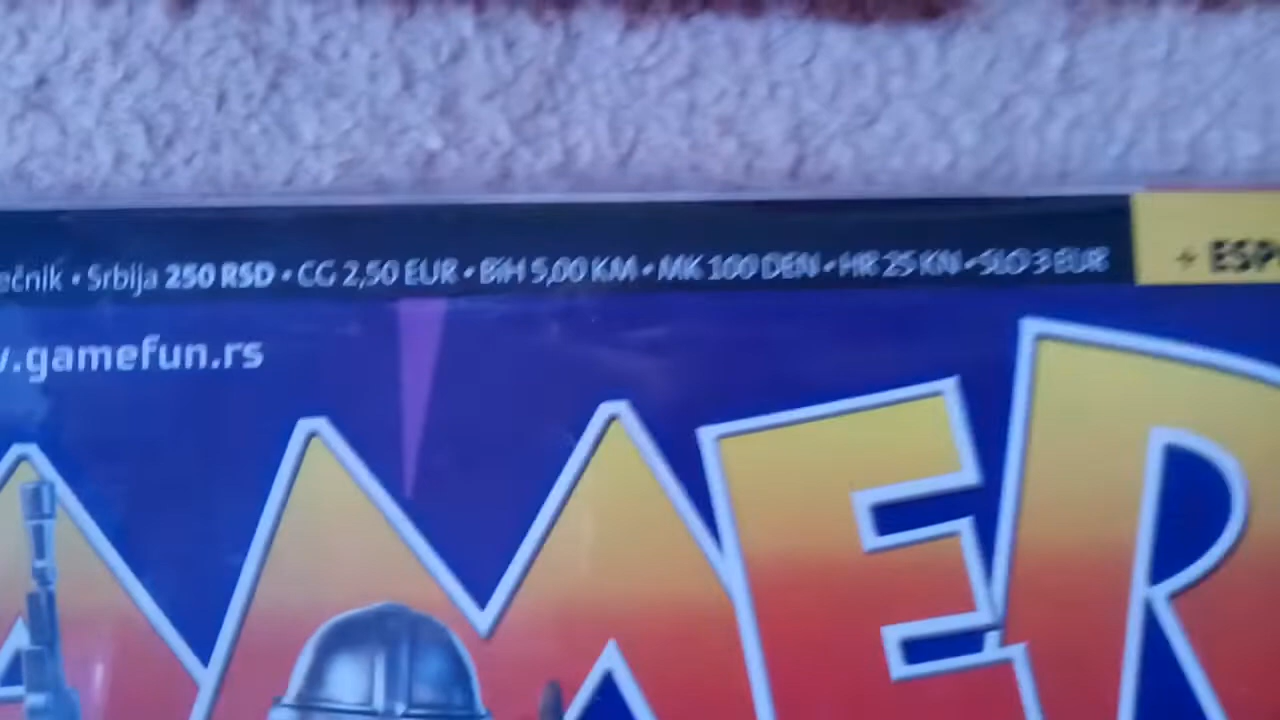 Srbija 250 RSD • CG 2,50 EUR • BiH 5,00 KM • MK 100 DEN • HR 25 KN • SLO 3 EUR
+
.gamefun.rs
AMER